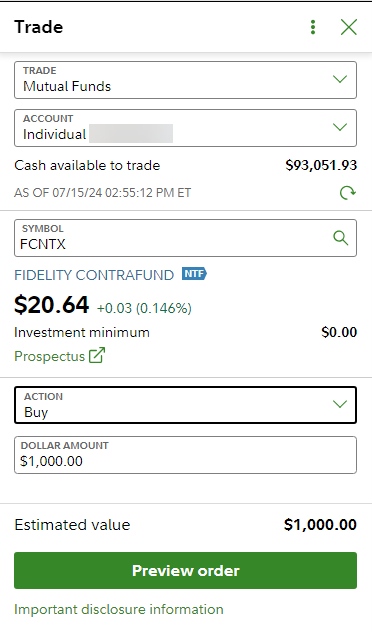 Trade
TRADE
Mutual Funds
ACCOUNT
Individual
Cash available to trade $93,051.93
AS OF 07/15/24 02:55:12 PM ET
SYMBOL
FCNTX
FIDELITY CONTRAFUND NTF
$20.64 +0.03 (0.146%)
Investment minimum $0.00
Prospectus
ACTION
Buy
DOLLAR AMOUNT
$1,000.00
Estimated value $1,000.00
Preview order
Important disclosure information